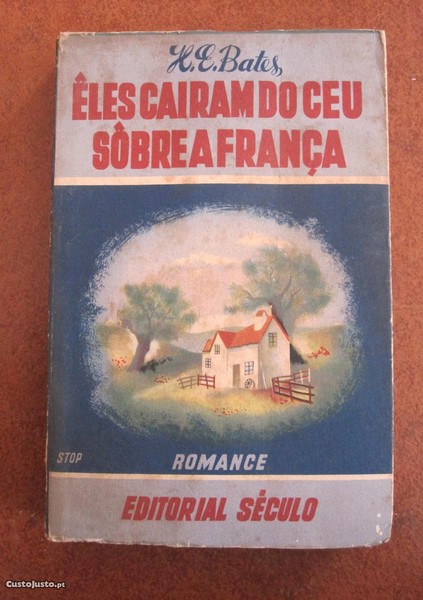 H.E. Bates
ÊLES CAIRAM DO CEU
SÔBRE A FRANÇA
STOP
ROMANCE
EDITORIAL SÉCULO
CustoJusto.pt